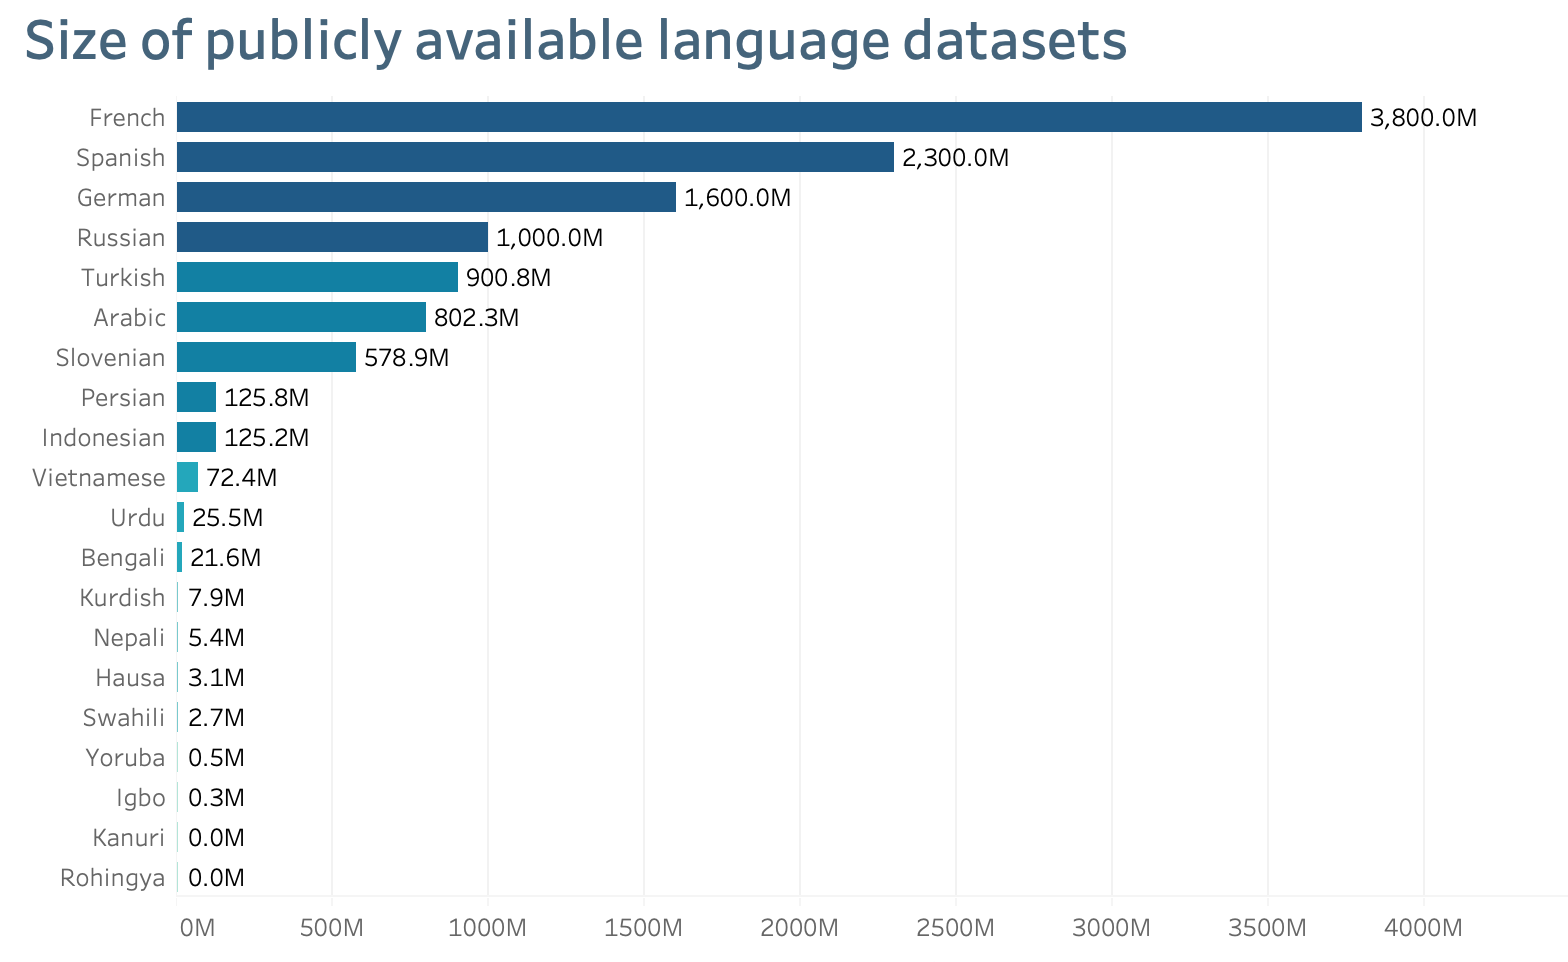 Size of publicly available language datasets
French 3,800.0M
Spanish 2,300.0M
German 1,600.0M
Russian 1,000.0M
Turkish 900.8M
Arabic 802.3M
Slovenian 578.9M
Persian 125.8M
Indonesian 125.2M
Vietnamese 72.4M
Urdu 25.5M
Bengali 21.6M
Kurdish 7.9M
Nepali 5.4M
Hausa 3.1M
Swahili 2.7M
Yoruba 0.5M
Igbo 0.3M
Kanuri 0.0M
Rohingya 0.0M
0M 500M 1000M 1500M 2000M 2500M 3000M 3500M 4000M